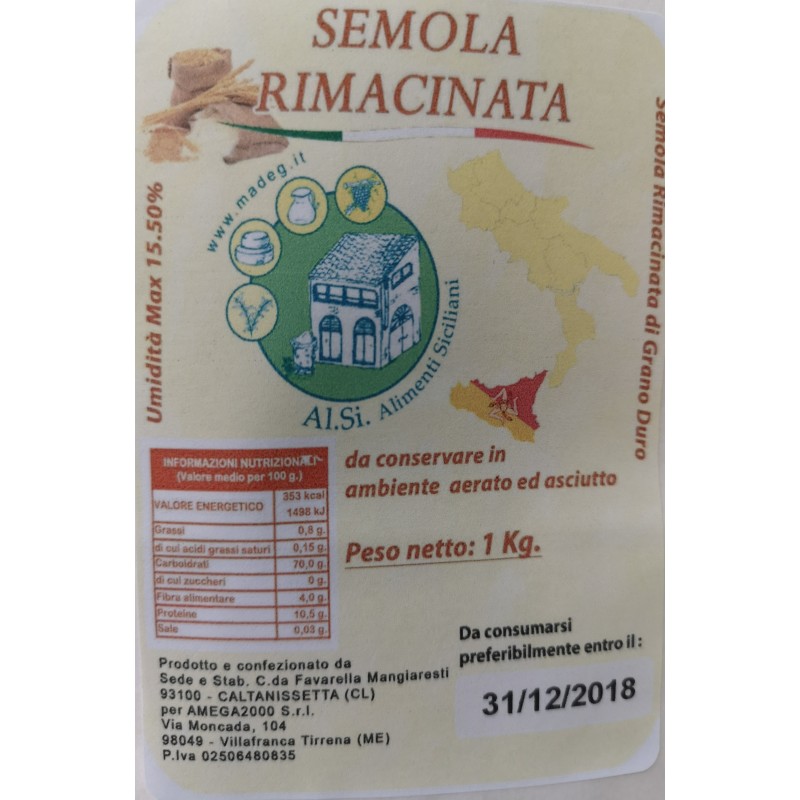 SEMOLA
RIMACINATA
www.madeg.it
Umidità Max 15.50%
Semola Rimacinata di Grano Duro
Al.Si. Alimenti Siciliani
INFORMAZIONI NUTRIZIONALI
(Valore medio per 100 g.)
VALORE ENERGETICO 353 kcal
1498 kJ
Grassi 0,8 g.
di cui acidi grassi saturi 0,15 g.
Carboidrati 70,0 g.
di cui zuccheri 0 g.
Fibra alimentare 4,0 g.
Proteine 10,5 g.
Sale 0,03 g.
da conservare in
ambiente aerato ed asciutto
Peso netto: 1 Kg.
Da consumarsi
preferibilmente entro il :
31/12/2018
Prodotto e confezionato da
Sede e Stab. C.da Favarella Mangiaresti
93100 - CALTANISSETTA (CL)
per AMEGA2000 S.r.l.
Via Moncada, 104
98049 - Villafranca Tirrena (ME)
P.Iva 02506480835